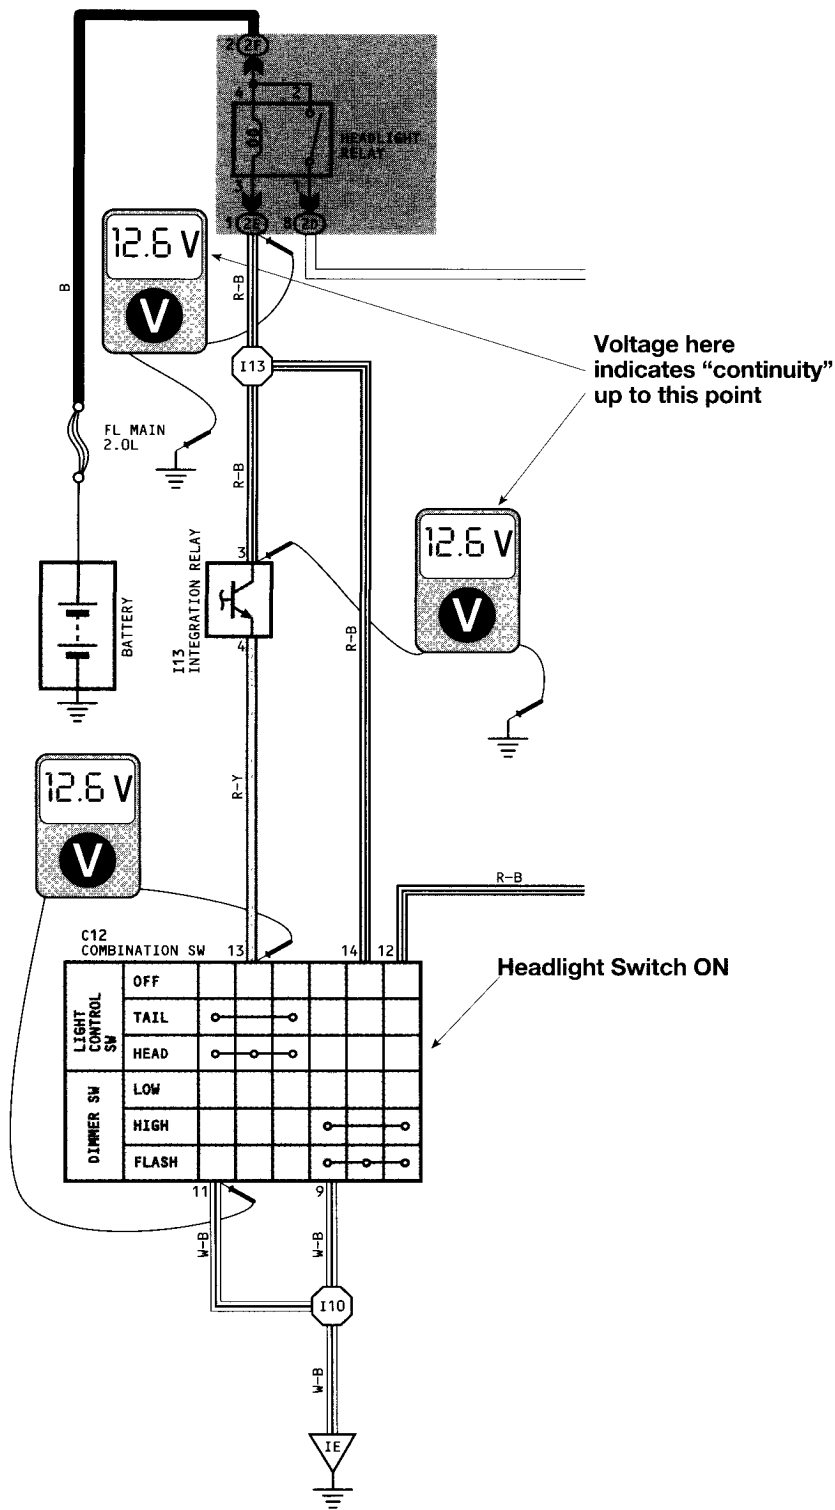 2 2F
4 2
HEADLIGHT
RELAY
3 1
1 2E 8 2D
12.6 V
V
B
R-B
I13
Voltage here
indicates “continuity”
up to this point
FL MAIN
2.0L
R-B
3
I13
INTEGRATION RELAY
4
12.6 V
V
BATTERY
R-B
12.6 V
V
R-Y
R-B
C12
COMBINATION SW 13 14 12
Headlight Switch ON
LIGHT
CONTROL
SW
OFF
TAIL
HEAD
DIMMER SW
LOW
HIGH
FLASH
11 9
W-B W-B
I10
W-B
IE